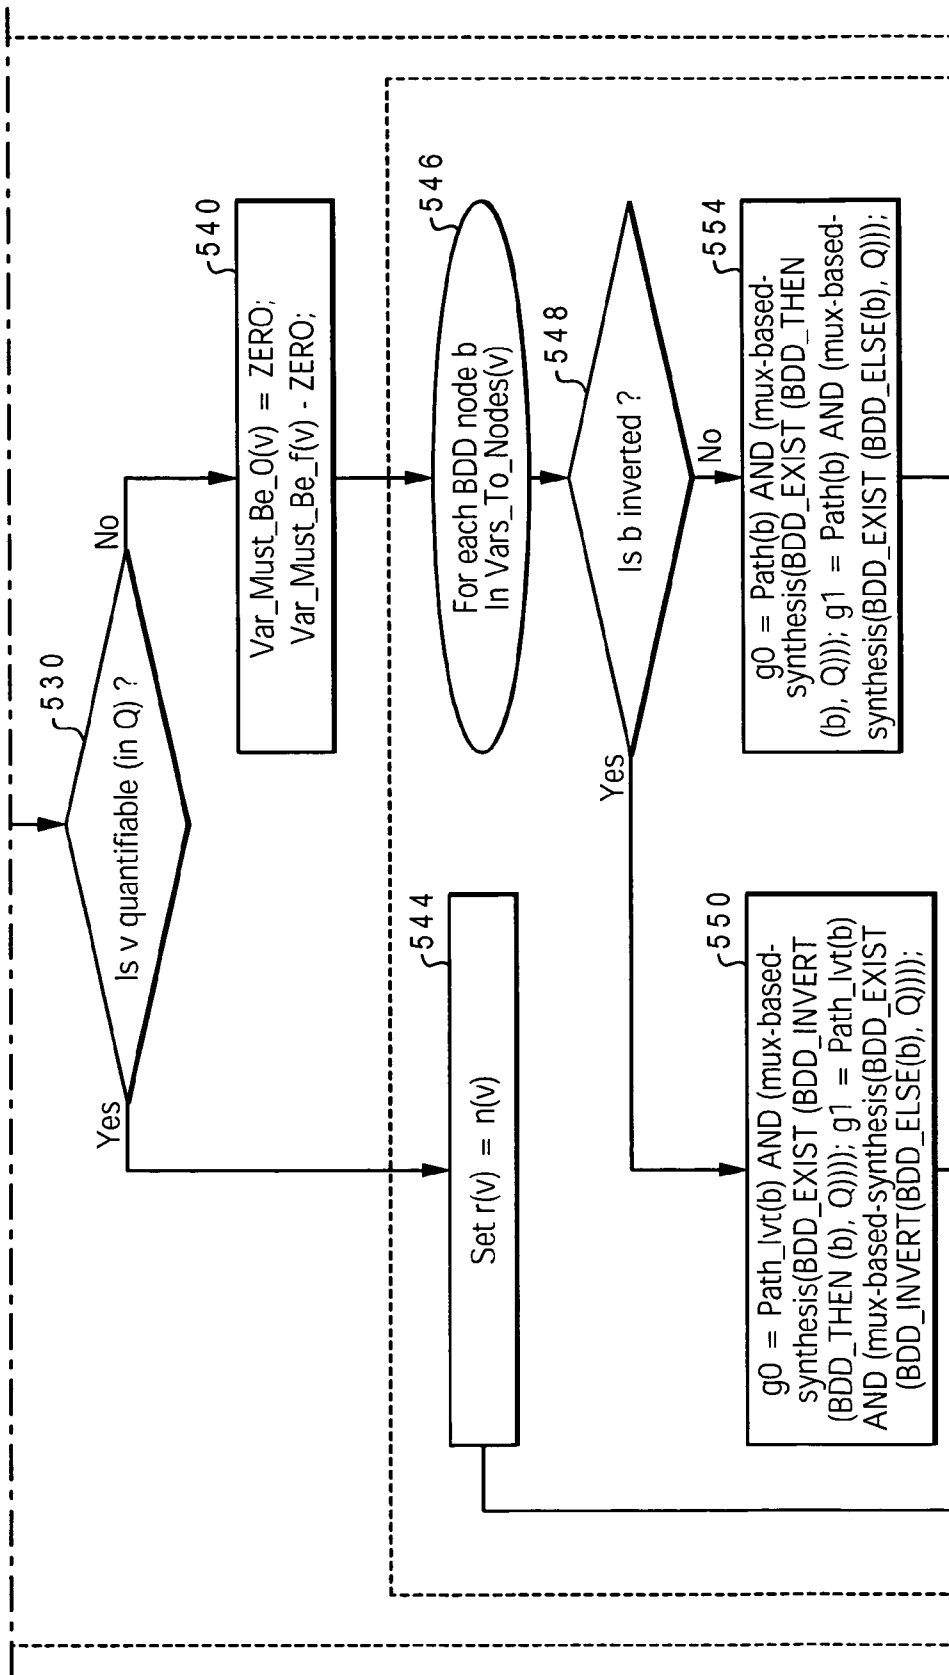 530
Is v quantifiable (in Q) ?
Yes
No
540
Var_Must_Be_0(v) = ZERO;
Var_Must_Be_f(v) - ZERO;
544
Set r(v) = n(v)
546
For each BDD node b
In Vars_To_Nodes(v)
548
Is b inverted ?
Yes
No
550
g0 = Path_Ivt(b) AND (mux-based-
synthesis(BDD_EXIST (BDD_INVERT
(BDD_THEN (b), Q)))); g1 = Path_Ivt(b)
AND (mux-based-synthesis(BDD_EXIST
(BDD_INVERT(BDD_ELSE(b), Q))));
554
g0 = Path(b) AND (mux-based-
synthesis(BDD_EXIST (BDD_THEN
(b), Q))); g1 = Path(b) AND (mux-based-
synthesis(BDD_EXIST (BDD_ELSE(b), Q))));